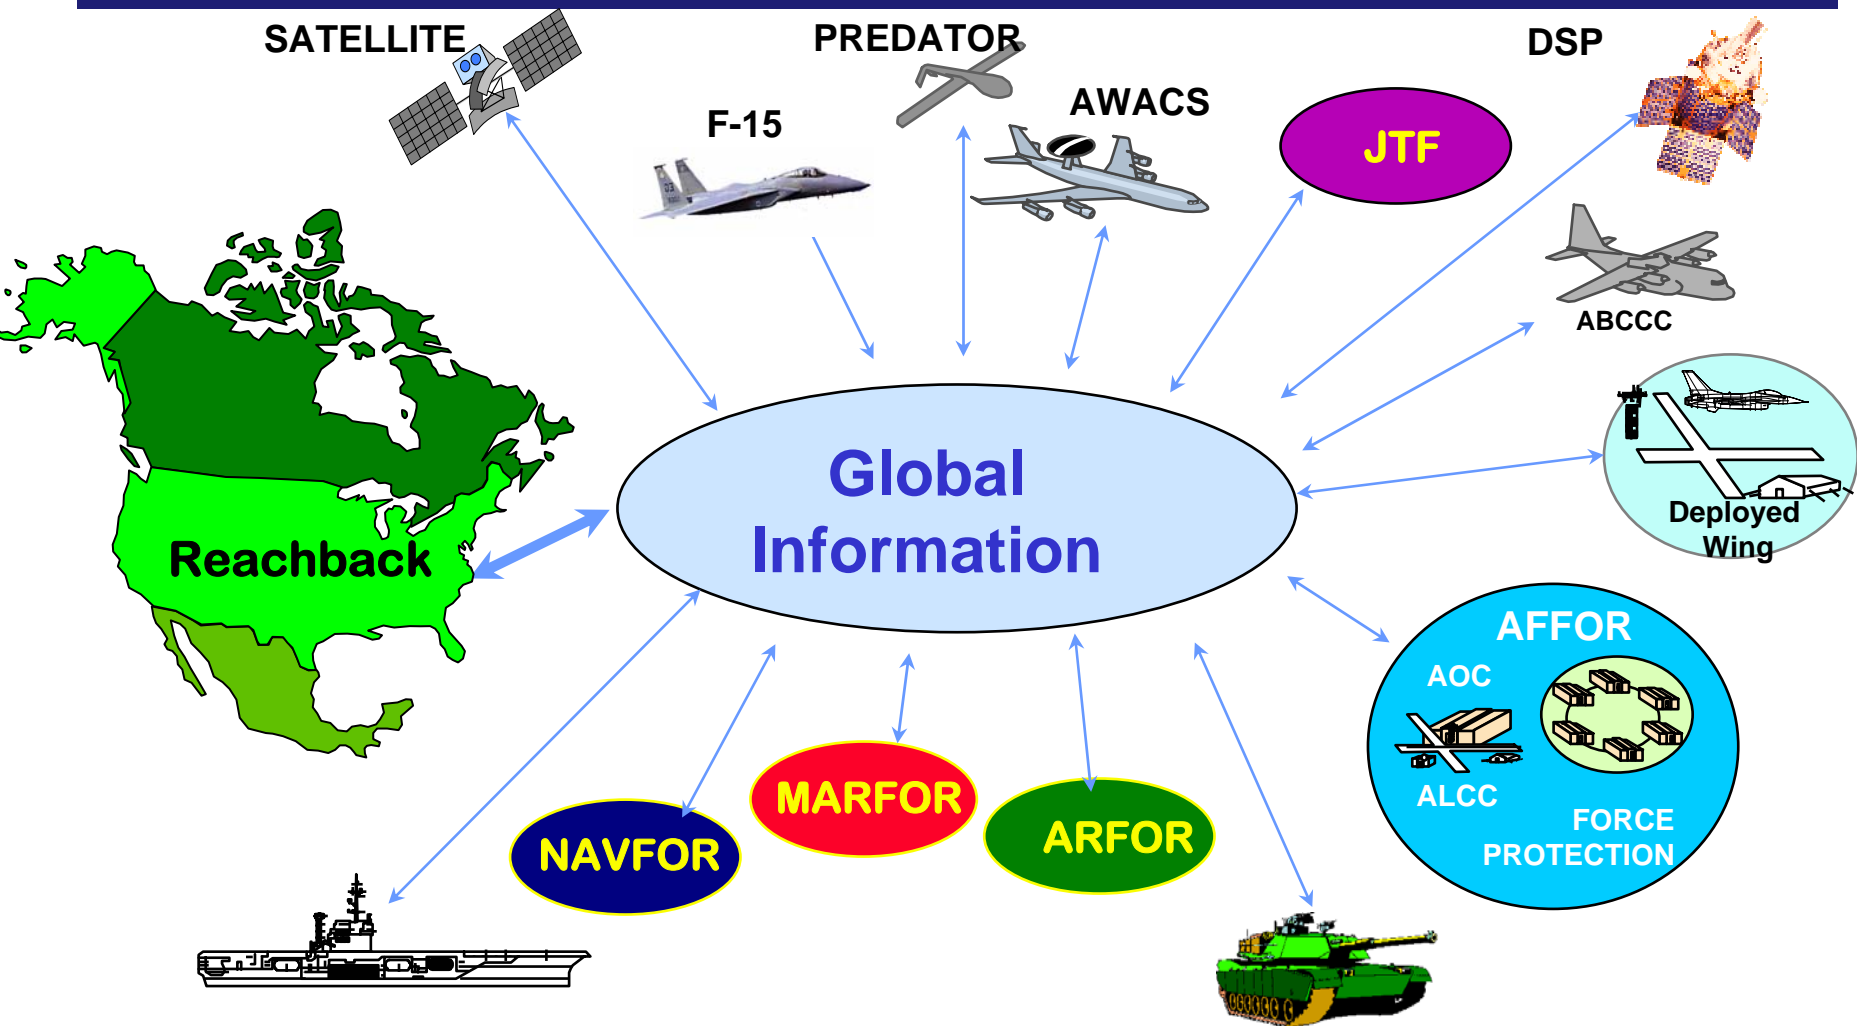 SATELLITE
PREDATOR
DSP
F-15
AWACS
JTF
ABCCC
Global
Information
Deployed
Wing
Reachback
AFFOR
AOC
ALCC
FORCE
PROTECTION
MARFOR
ARFOR
NAVFOR